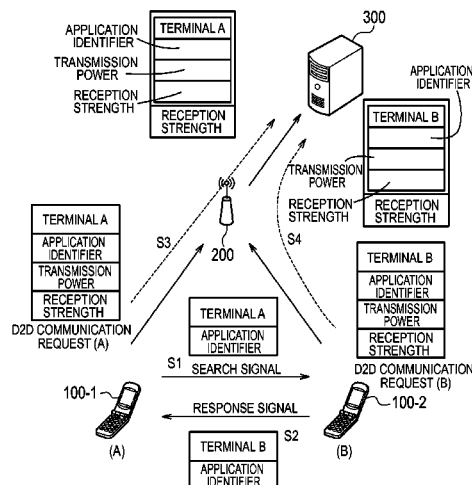 TERMINAL A
APPLICATION
IDENTIFIER
TRANSMISSION
POWER
RECEPTION
STRENGTH
RECEPTION
STRENGTH
300
APPLICATION
IDENTIFIER
TERMINAL B
TRANSMISSION
POWER
RECEPTION
STRENGTH
RECEPTION
STRENGTH
S3
200
S4
TERMINAL A
APPLICATION
IDENTIFIER
TRANSMISSION
POWER
RECEPTION
STRENGTH
D2D COMMUNICATION
REQUEST (A)
TERMINAL B
APPLICATION
IDENTIFIER
TRANSMISSION
POWER
RECEPTION
STRENGTH
D2D COMMUNICATION
REQUEST (B)
TERMINAL A
APPLICATION
IDENTIFIER
S1
SEARCH SIGNAL
100-1
(A)
RESPONSE SIGNAL
100-2
(B)
S2
TERMINAL B
APPLICATION
IDENTIFIER